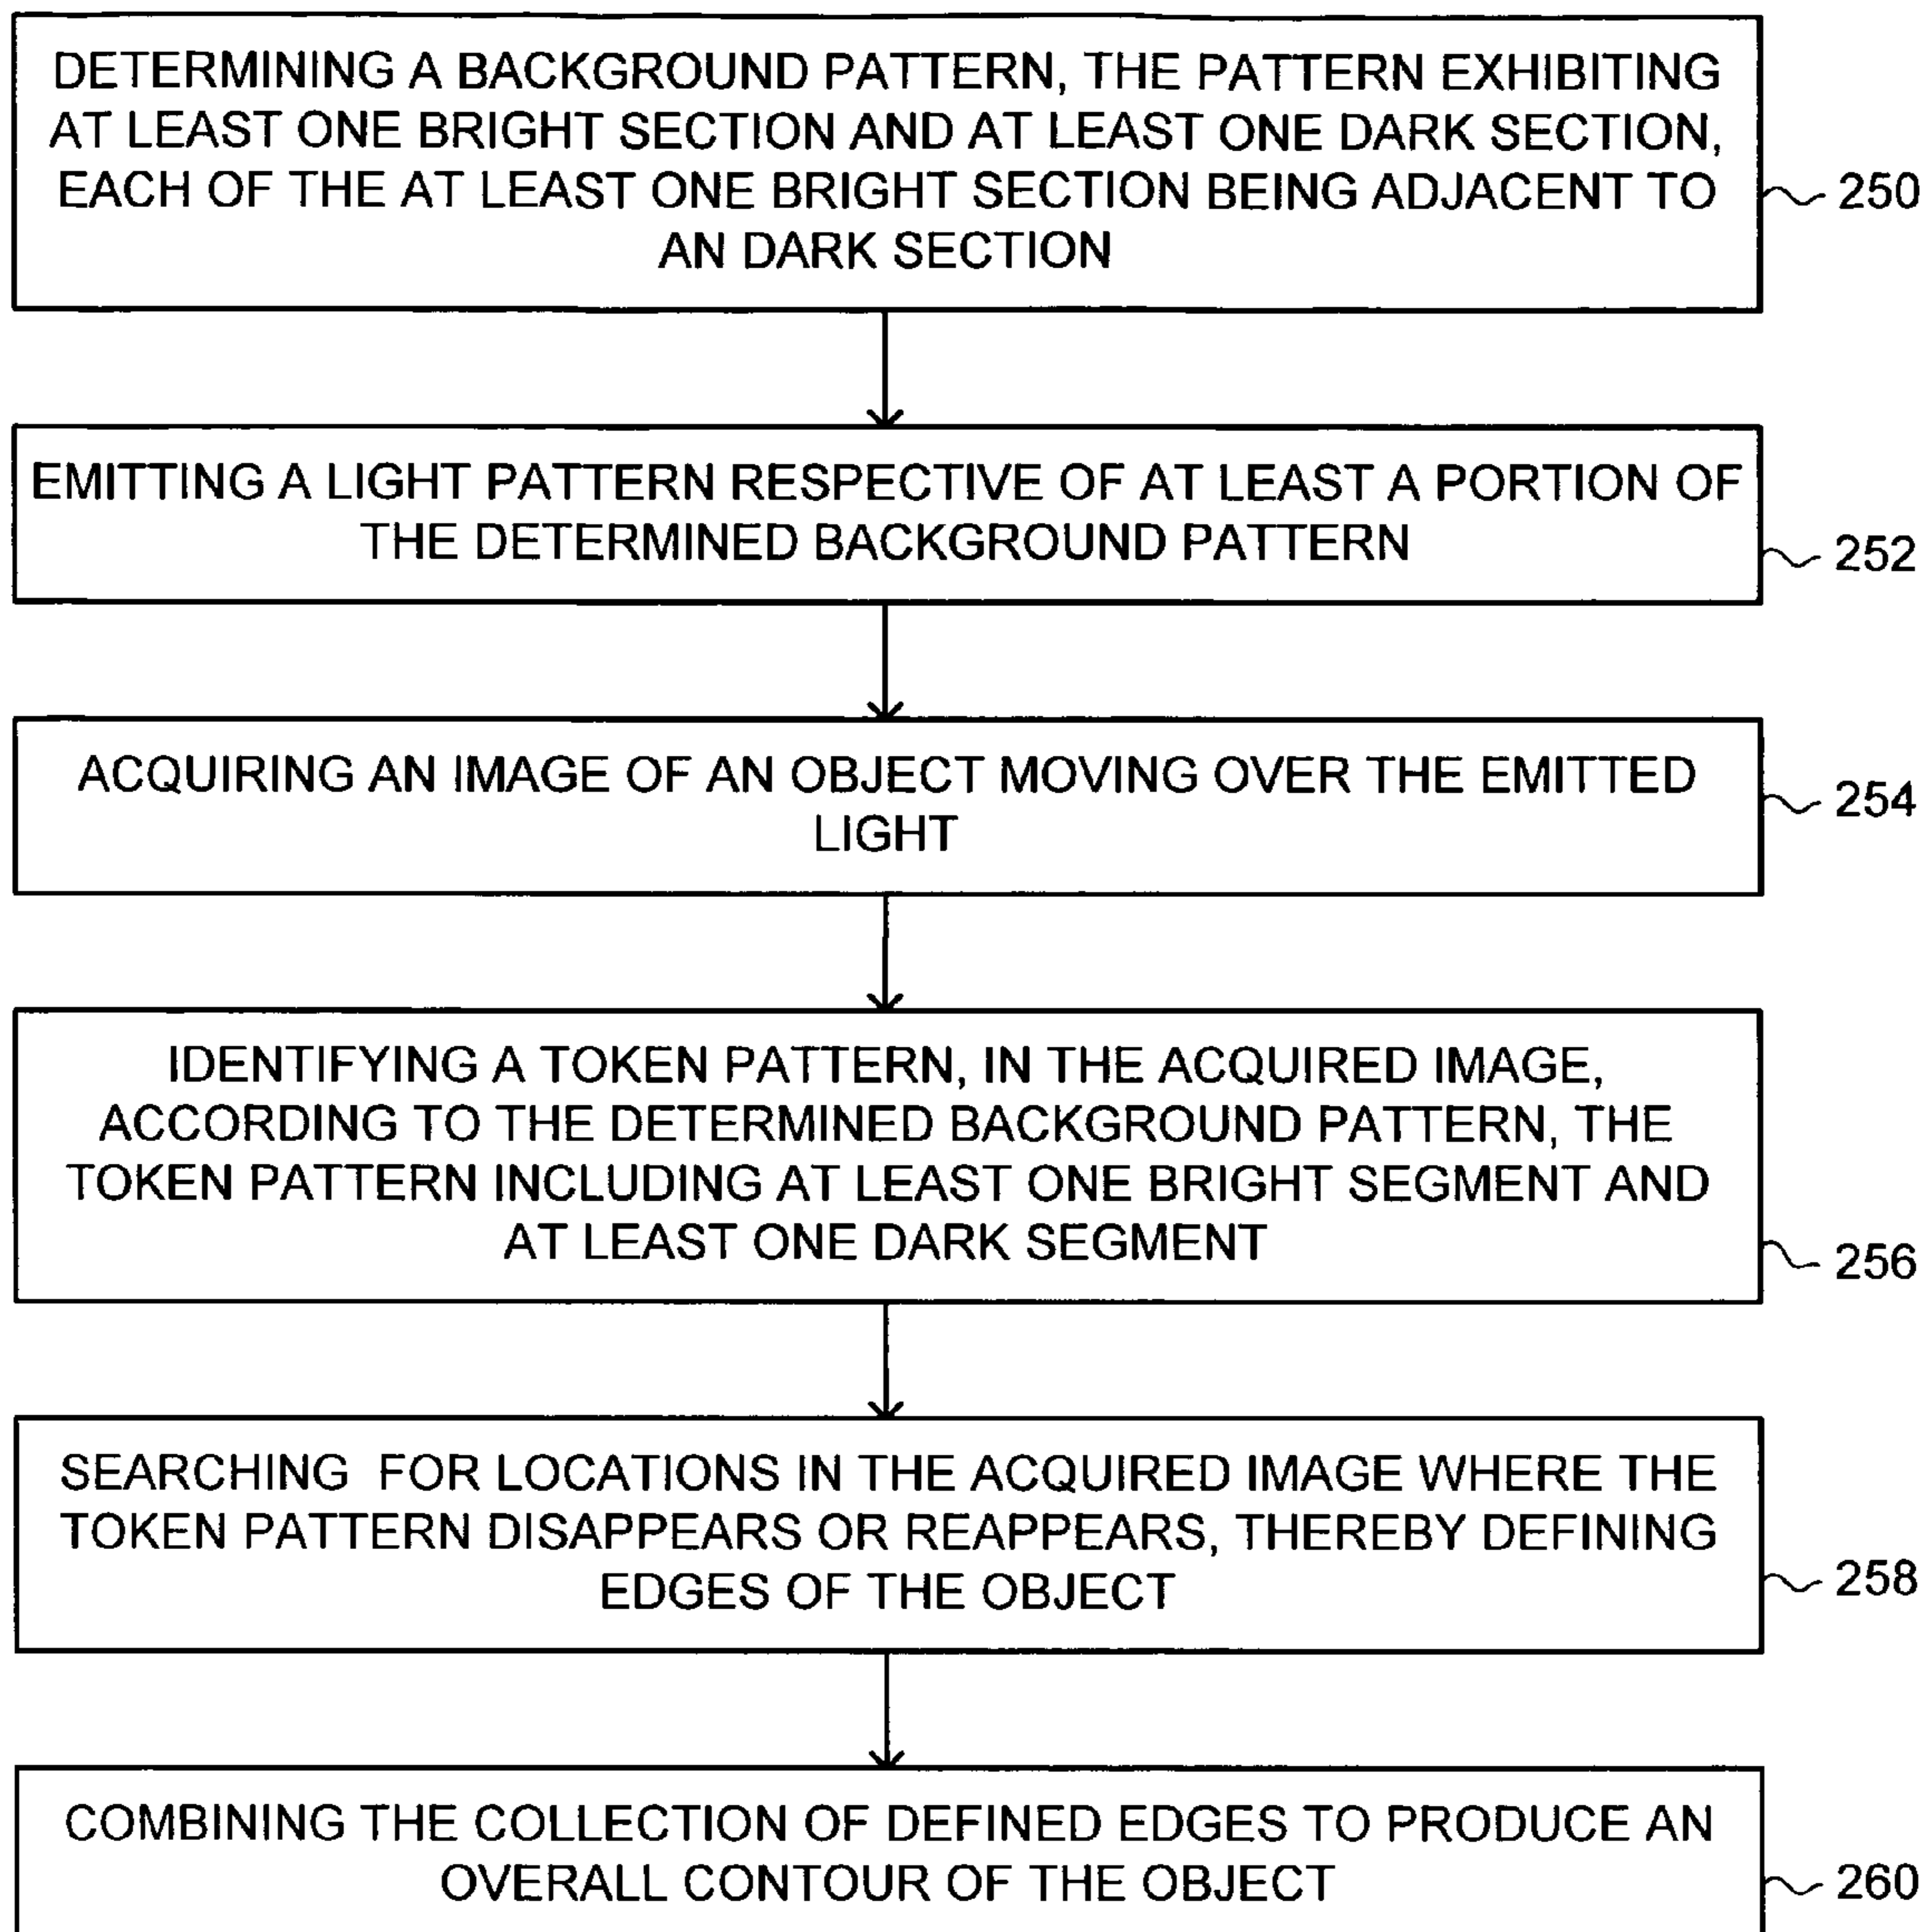 DETERMINING A BACKGROUND PATTERN, THE PATTERN EXHIBITING
AT LEAST ONE BRIGHT SECTION AND AT LEAST ONE DARK SECTION,
EACH OF THE AT LEAST ONE BRIGHT SECTION BEING ADJACENT TO
AN DARK SECTION
250
EMITTING A LIGHT PATTERN RESPECTIVE OF AT LEAST A PORTION OF
THE DETERMINED BACKGROUND PATTERN
252
ACQUIRING AN IMAGE OF AN OBJECT MOVING OVER THE EMITTED
LIGHT
254
IDENTIFYING A TOKEN PATTERN, IN THE ACQUIRED IMAGE,
ACCORDING TO THE DETERMINED BACKGROUND PATTERN, THE
TOKEN PATTERN INCLUDING AT LEAST ONE BRIGHT SEGMENT AND
AT LEAST ONE DARK SEGMENT
256
SEARCHING FOR LOCATIONS IN THE ACQUIRED IMAGE WHERE THE
TOKEN PATTERN DISAPPEARS OR REAPPEARS, THEREBY DEFINING
EDGES OF THE OBJECT
258
COMBINING THE COLLECTION OF DEFINED EDGES TO PRODUCE AN
OVERALL CONTOUR OF THE OBJECT
260